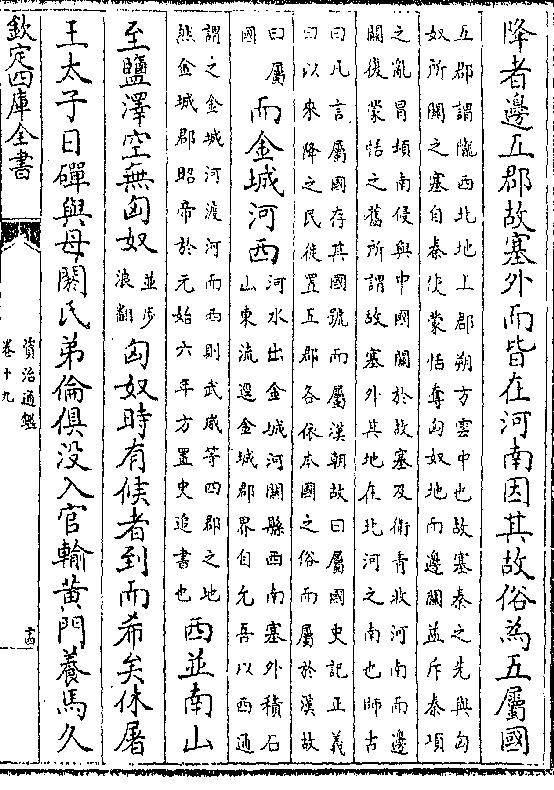 降者邊五郡故塞外而皆在河南因其故俗為五屬國
五郡謂隴西北地上郡朔方雲中也故塞秦之先與匈
奴所關之塞自秦使蒙恬奪匈奴地而邊關益斥秦項
之亂冒頓南侵與中國關於故塞及衛青收河南而邊
關復蒙恬之舊所謂故塞外其地在北河之南也師古
曰凡言屬國存其國號而屬漢朝故曰屬國史記正義
曰以來降之民徙置五郡各依本國之俗而屬於漢故
曰屬
國
而金城河西
河水出金城河關縣西南塞外積石
山東流逕金城郡界自允吾以西通
謂之金城河渡河而西則武威等四郡之地
然金城郡昭帝於元始六年方置史追書也
西並南山
至鹽澤空無匈奴
並步
浪翻
匈奴時有候者到而希矣休屠
王太子日磾與母閼氏弟倫俱没入官輸黄門養馬久
欽定四庫全書
資治通鑑
卷十九
十四